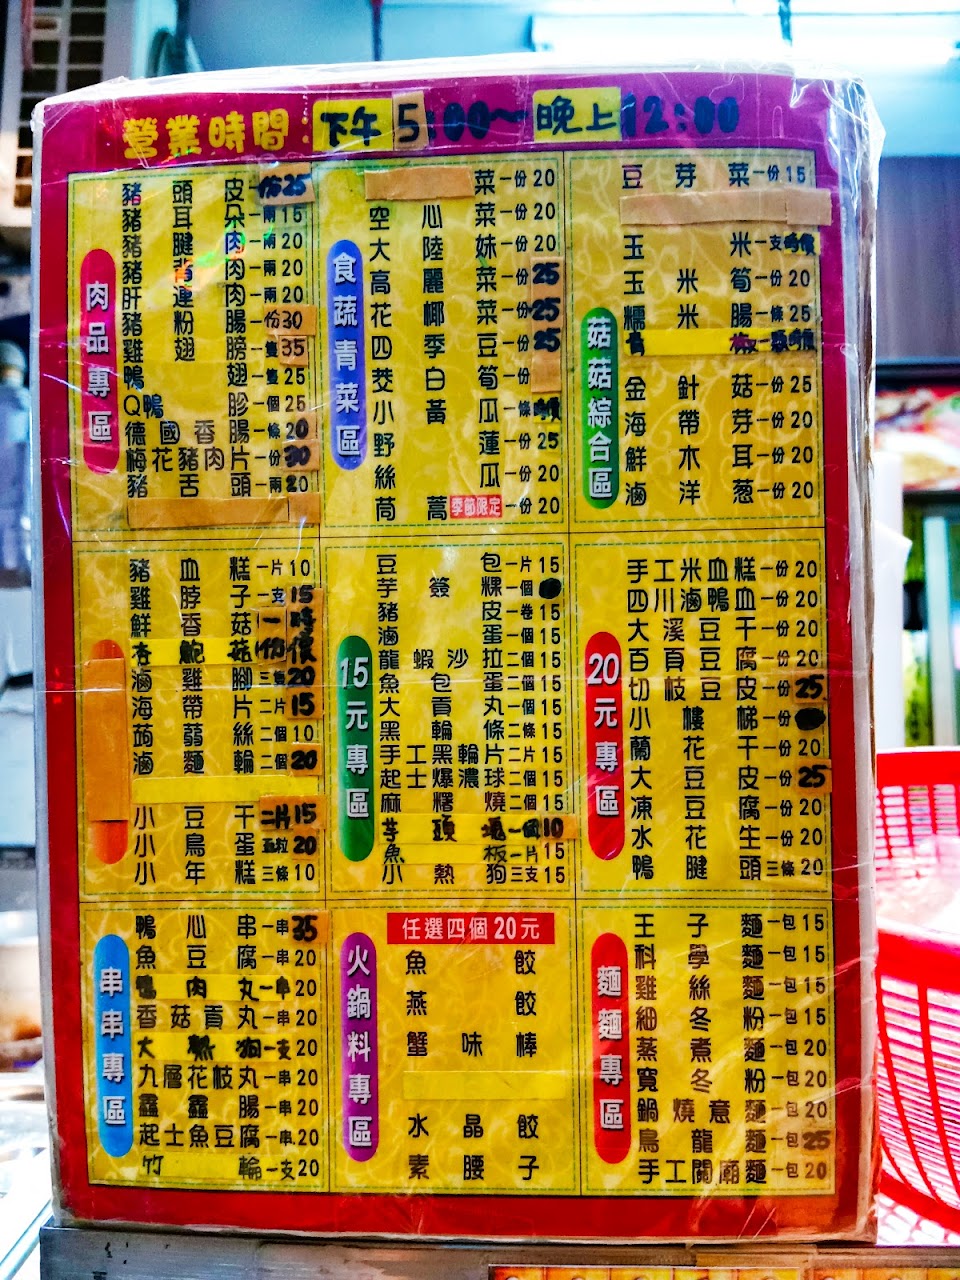 營業時間:下午5:00~晚上12:00
肉品專區
豬頭皮一份25
豬耳朵一兩15
豬腱肉一兩20
豬背肉一兩20
肝連肉一兩20
豬粉腸一份30
雞翅膀一隻35
鴨翅一隻25
Q鴨胗一個25
德國香腸一條20
梅花豬肉片一份30
豬舌頭一兩20
食蔬青菜區
菜一份20
空心菜一份20
大陸妹一份20
高麗菜一份25
花椰菜一份25
四季豆一份25
茭白筍一份
小黃瓜一條時價
野蓮一份25
絲瓜一份20
茼蒿季節限定一份20
菇菇綜合區
豆芽菜一份15
玉米一支時價
玉米筍一份20
糯米腸一條25
青椒一顆時價
金針菇一份25
海帶芽一份20
鮮木耳一份20
滷洋蔥一份20
豬血糕一片10
雞脖子一支15
鮮香菇一時價
杏鮑菇1份時價
滷雞腳三隻20
海帶片二片15
蒟蒻絲二個10
滷麵輪二個20
小豆干二片15
小鳥蛋五粒20
小年糕三條10
15元專區
豆包一片15
芋簽粿一個
豬皮一卷15
滷蛋一個15
龍蝦沙拉二個15
魚包蛋二個15
大貢丸一個15
黑輪條二條15
手工黑輪片二片15
起士爆濃球二個15
麻糬燒二個15
芋頭塊一個10
魚板一片15
小熱狗三支15
20元專區
手工米血糕一份20
四川滷鴨血一份20
大溪豆干一份20
百頁豆腐一份20
切枝豆皮一份25
小樓梯一份
蘭花干一份20
大豆皮一份25
凍豆腐一份20
水花生一份20
鴨腱頭三條20
串串專區
鴨心串一串35
魚豆腐一串20
鴨肉丸一串20
香菇貢丸一串20
大熱狗一支20
九層花枝丸一串20
鑫鑫腸一串20
起士魚豆腐一串20
竹輪一支20
火鍋料專區
任選四個20元
魚餃
燕餃
蟹味棒
水晶餃
素腰子
麵麵專區
王子麵一包15
科學麵一包15
雞絲麵一包15
細冬粉一包15
蒸煮麵一包20
寬冬粉一包20
鍋燒意麵一包20
烏龍麵一包25
手工關廟麵一包20